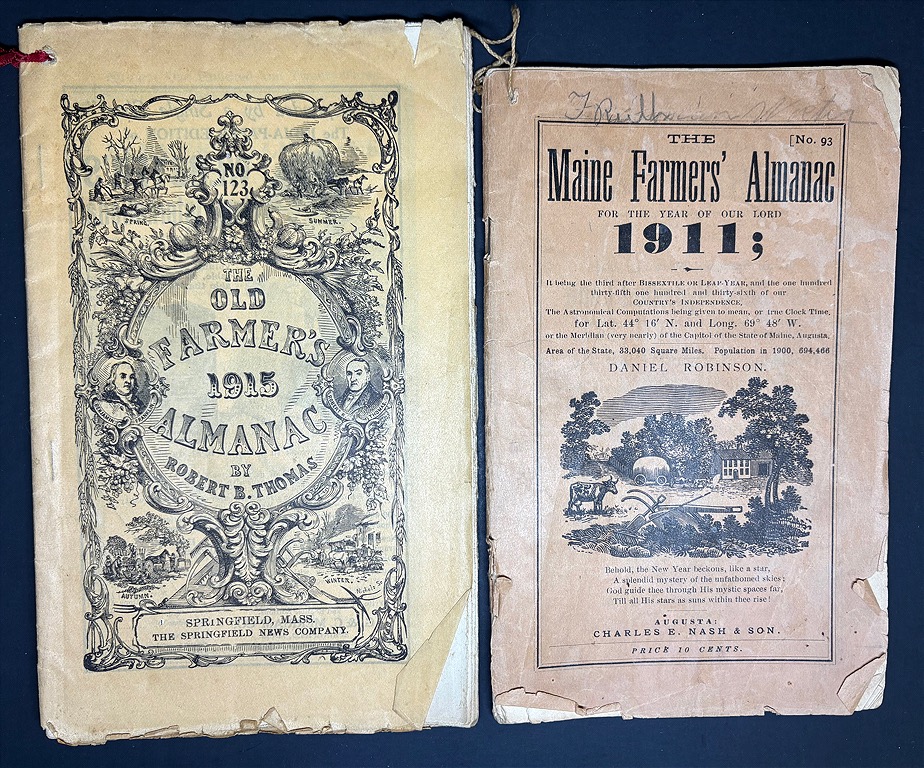 NO
123.
SPRING.
SUMMER.
THE
OLD
FARMER'S
1915
ALMANAC
BY
ROBERT B. THOMAS
AUTUMN.
WINTER.
SPRINGFIELD, MASS.
THE SPRINGFIELD NEWS COMPANY.
THE [No. 93
Maine Farmers' Almanac
FOR THE YEAR OF OUR LORD
1911;
It being the third after BISSEXTILE OR LEAP-YEAR, and the one hundred
thirty-fifth one hundred and thirty-sixth of our
COUNTRY'S INDEPENDENCE,
The Astronomical Computations being given to mean, or true Clock Time,
for Lat. 44° 16' N. and Long. 69° 48' W.
or the Meridian (very nearly) of the Capitol of the State of Maine, Augusta,
Area of the State, 33,040 Square Miles. Population in 1900, 694,466
DANIEL ROBINSON.
Behold, the New Year beckons, like a star,
A splendid mystery of the unfathomed skies;
God guide thee through His mystic spaces far,
Till all His stars as suns within thee rise!
AUGUSTA:
CHARLES E. NASH & SON.
PRICE 10 CENTS.